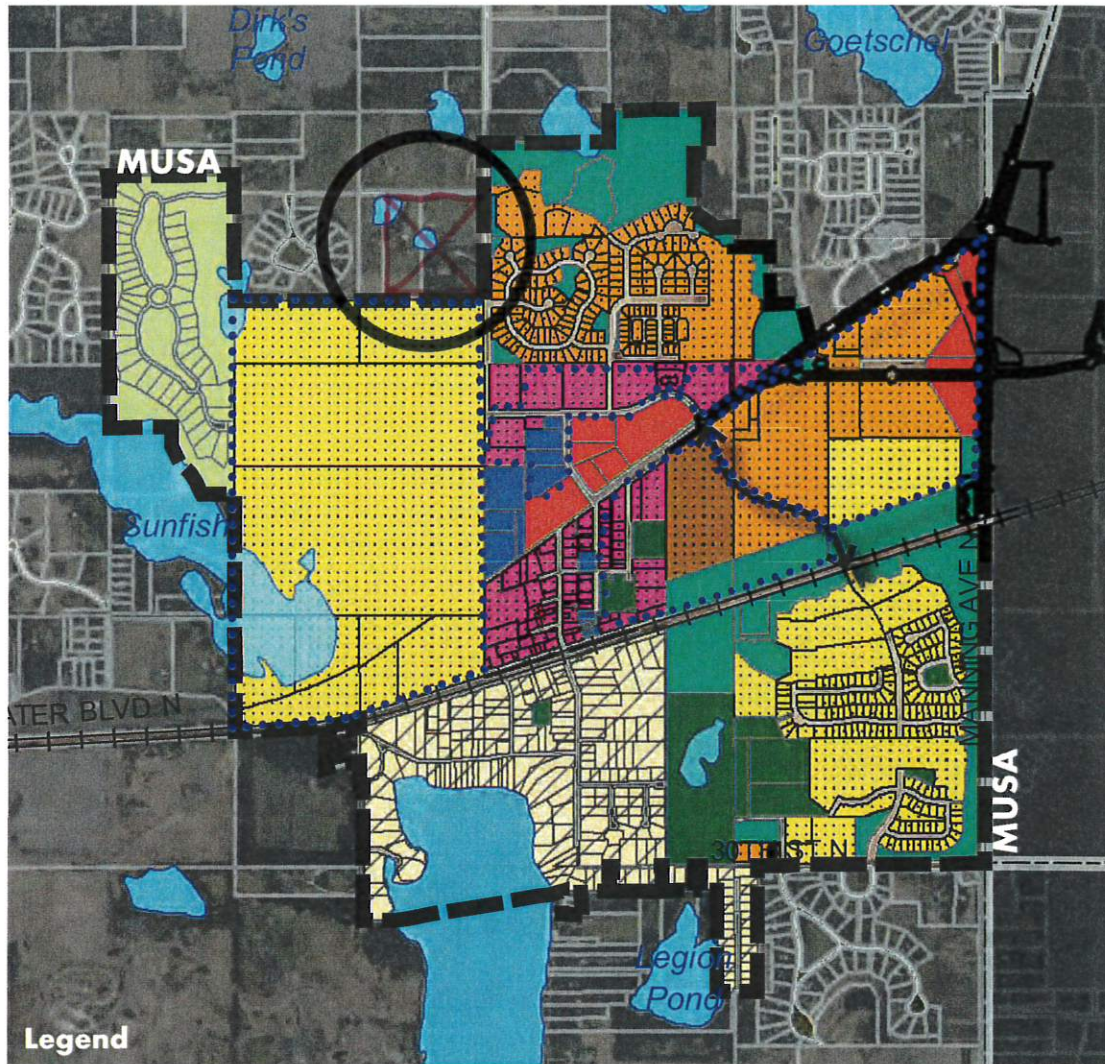 Dirk's
Pond
Goetschel
MUSA
Sunfish
ATER BLVD N
MANNING AVE N
MUSA
30TH ST N
Legion
Pond
Legend